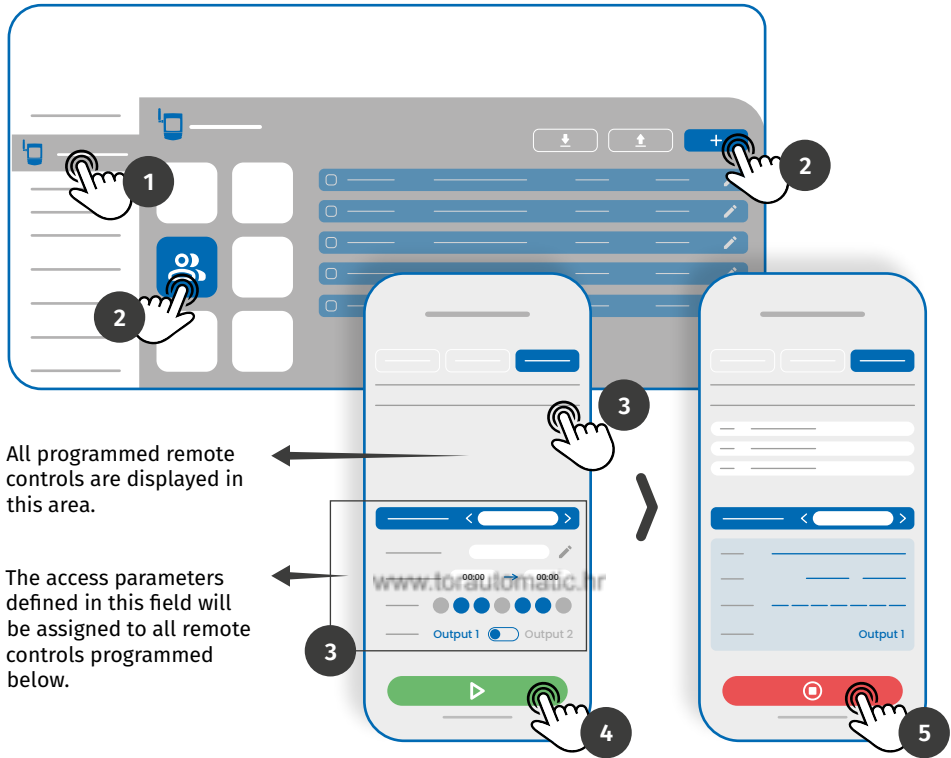 1
2
2
3
All programmed remote
controls are displayed in
this area.
The access parameters
defined in this field will
be assigned to all remote
controls programmed
below.
www.torautomatic.hr
00:00 → 00:00
Output 1 Output 2
3
4
Output 1
5